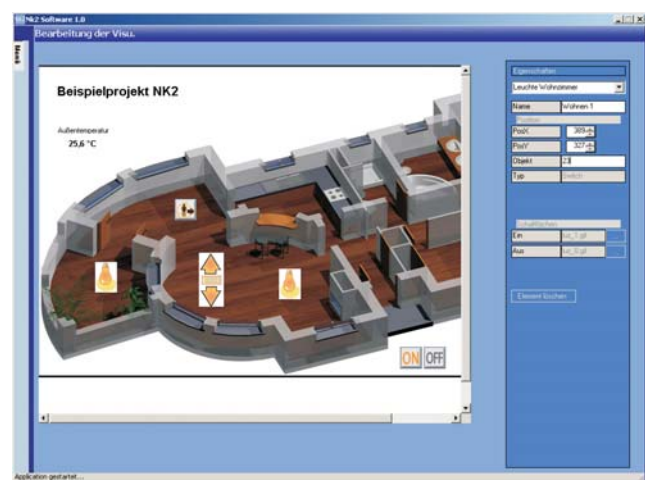 Nk2 Software 1.0
Bearbeitung der Visu.
Menü
Beispielprojekt NK2
Außentemperatur
25,6 °C
ON OFF
Eigenschaften
Leuchte Wohnzimmer
Name Wohnen 1
Position
PosX 389
PosY 327
Objekt 23
Typ Switch
Schaltflächen
Ein
Aus
Element löschen
Application gestartet...